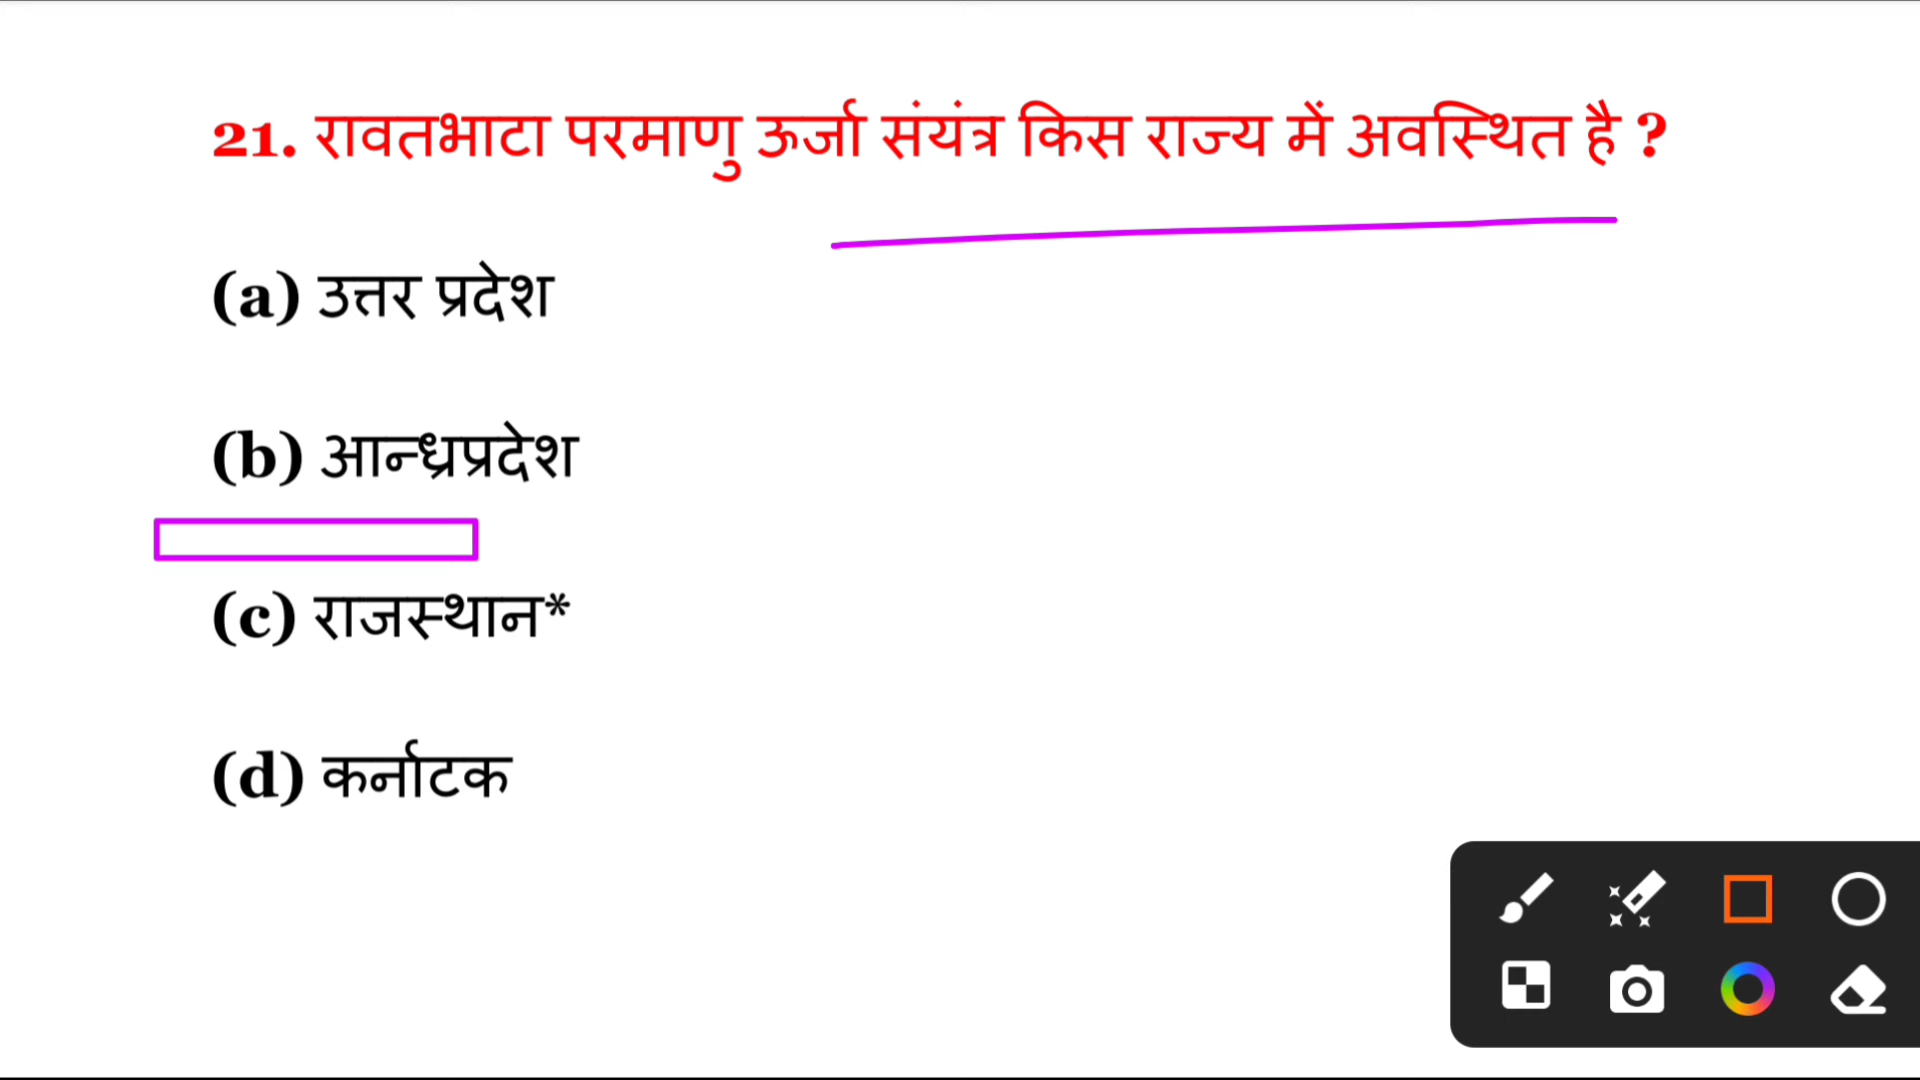 21. रावतभाटा परमाणु ऊर्जा संयंत्र किस राज्य में अवस्थित है ?
(a) उत्तर प्रदेश
(b) आन्ध्रप्रदेश
(c) राजस्थान*
(d) कर्नाटक